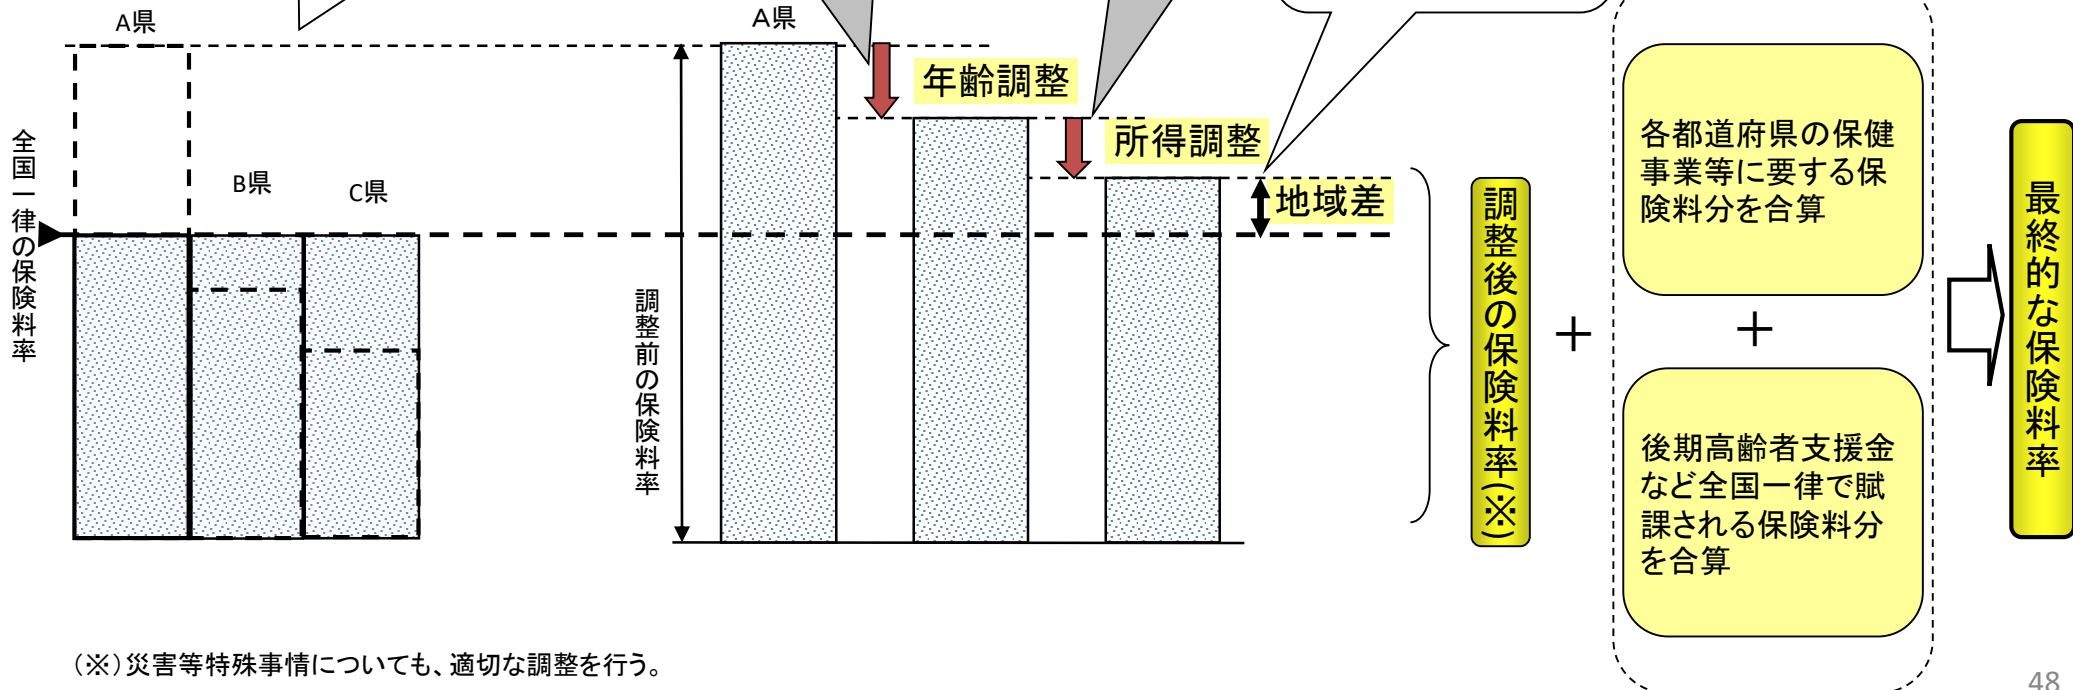 A県
B県
C県
全国一律の保険料率
A県
調整前の保険料率
年齢調整
所得調整
地域差
調整後の保険料率(※)
+
各都道府県の保健
事業等に要する保
険料分を合算
+
後期高齢者支援金
など全国一律で賦
課される保険料分
を合算
最終的な保険料率
(※)災害等特殊事情についても、適切な調整を行う。
48